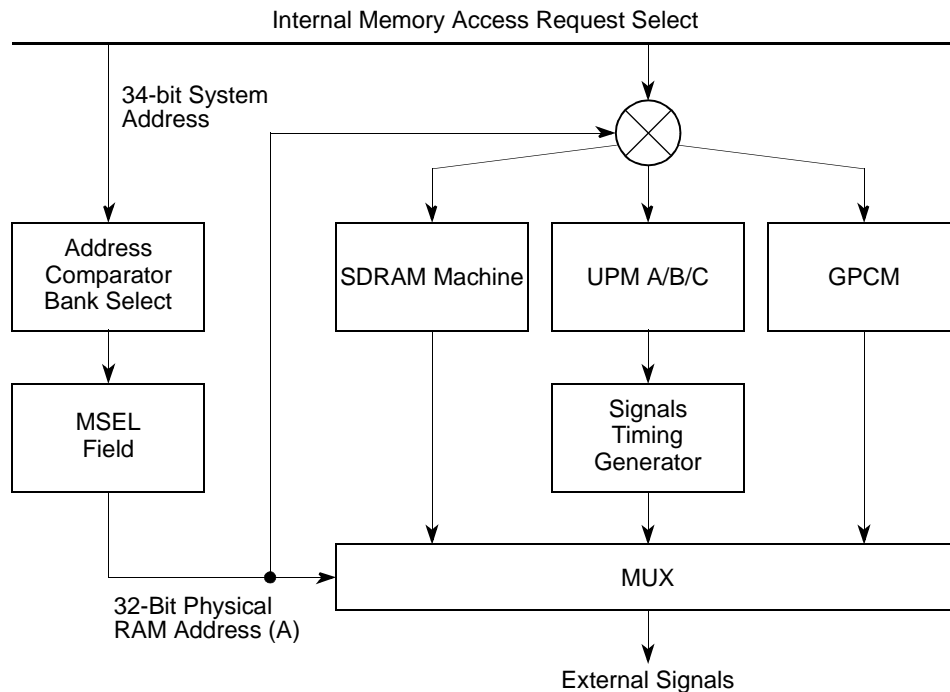 Internal Memory Access Request Select
34-bit System
Address
Address
Comparator
Bank Select
SDRAM Machine
UPM A/B/C
GPCM
MSEL
Field
Signals
Timing
Generator
MUX
32-Bit Physical
RAM Address (A)
External Signals